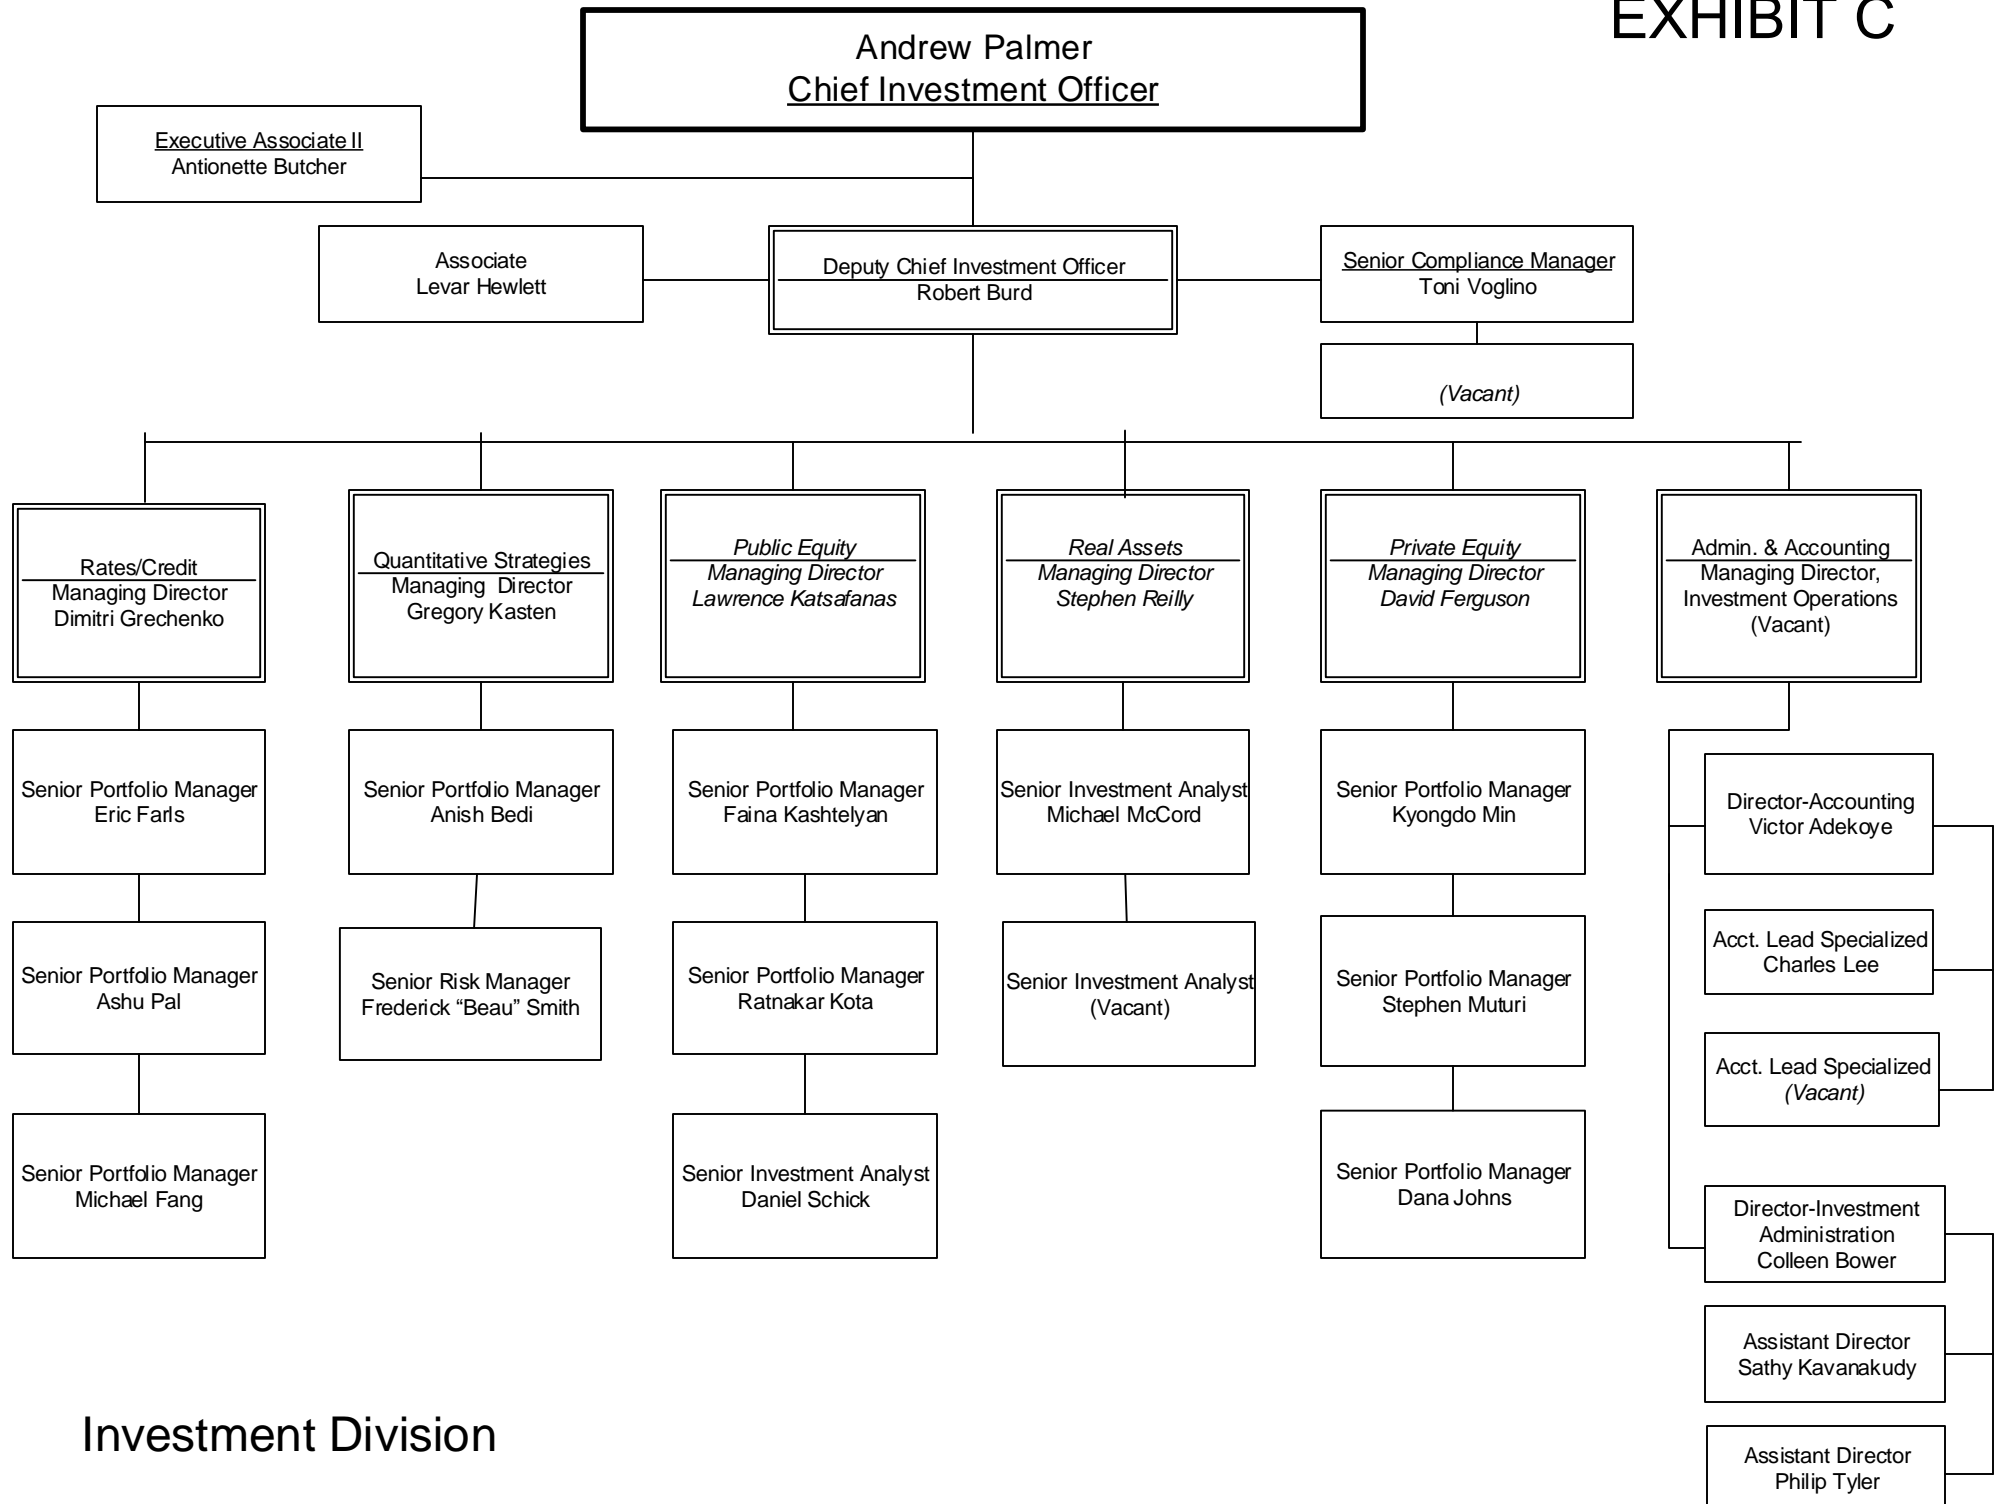 EXHIBIT C
Andrew Palmer
Chief Investment Officer
Executive Associate II
Antionette Butcher
Associate
Levar Hewlett
Deputy Chief Investment Officer
Robert Burd
Senior Compliance Manager
Toni Voglino
(Vacant)
Rates/Credit
Managing Director
Dimitri Grechenko
Quantitative Strategies
Managing Director
Gregory Kasten
Public Equity
Managing Director
Lawrence Katsafanas
Real Assets
Managing Director
Stephen Reilly
Private Equity
Managing Director
David Ferguson
Admin. & Accounting
Managing Director,
Investment Operations
(Vacant)
Senior Portfolio Manager
Eric Farls
Senior Portfolio Manager
Anish Bedi
Senior Portfolio Manager
Faina Kashtelyan
Senior Investment Analyst
Michael McCord
Senior Portfolio Manager
Kyongdo Min
Director-Accounting
Victor Adekoye
Senior Portfolio Manager
Ashu Pal
Senior Risk Manager
Frederick “Beau” Smith
Senior Portfolio Manager
Ratnakar Kota
Senior Investment Analyst
(Vacant)
Senior Portfolio Manager
Stephen Muturi
Acct. Lead Specialized
Charles Lee
Acct. Lead Specialized
(Vacant)
Senior Portfolio Manager
Michael Fang
Senior Investment Analyst
Daniel Schick
Senior Portfolio Manager
Dana Johns
Director-Investment
Administration
Colleen Bower
Assistant Director
Sathy Kavanakudy
Assistant Director
Philip Tyler
Investment Division